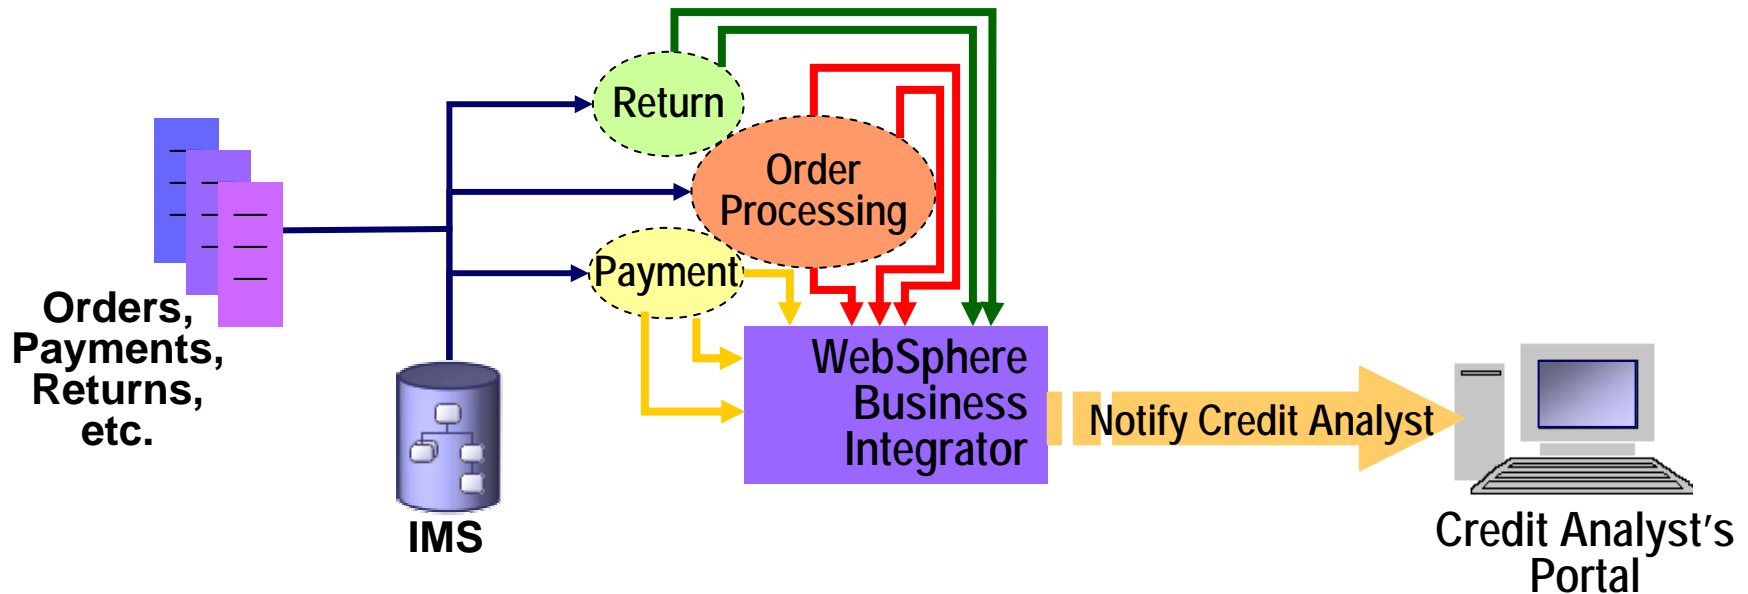 Return
Order
Processing
Payment
Orders,
Payments,
Returns,
etc.
IMS
WebSphere
Business
Integrator
Notify Credit Analyst
Credit Analyst's
Portal